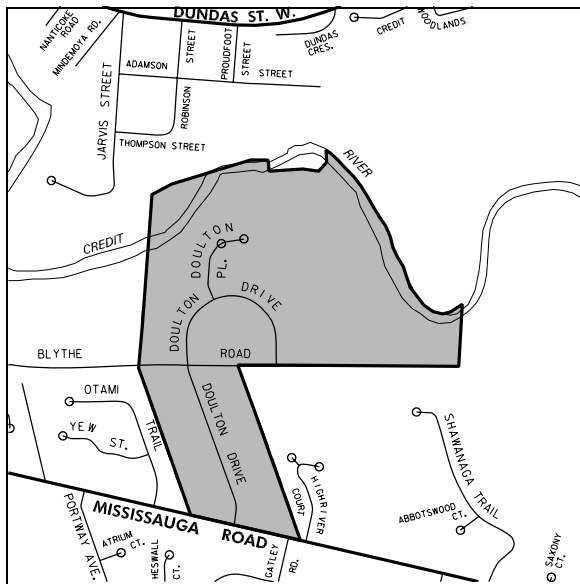 DUNDAS ST. W.
NANTICOKE
ROAD
MINDEMOYA RD.
STREET
PROUDFOOT
STREET
DUNDAS
CRES.
CREDIT
WOODLANDS
ADAMSON
STREET
JARVIS STREET
ROBINSON
THOMPSON STREET
RIVER
CREDIT
DOULTON
PL.
DOULTON
DRIVE
BLYTHE
ROAD
OTAMI
TRAIL
YEW
ST.
DOULTON DRIVE
SHAWANAGA TRAIL
HIGHRIVER
COURT
ABBOTSWOOD
CT.
MISSISSAUGA ROAD
PORTWAY AVE.
ATRIUM
CT.
HESWALL
CT.
GATLEY
RD.
SAXONY
CT.